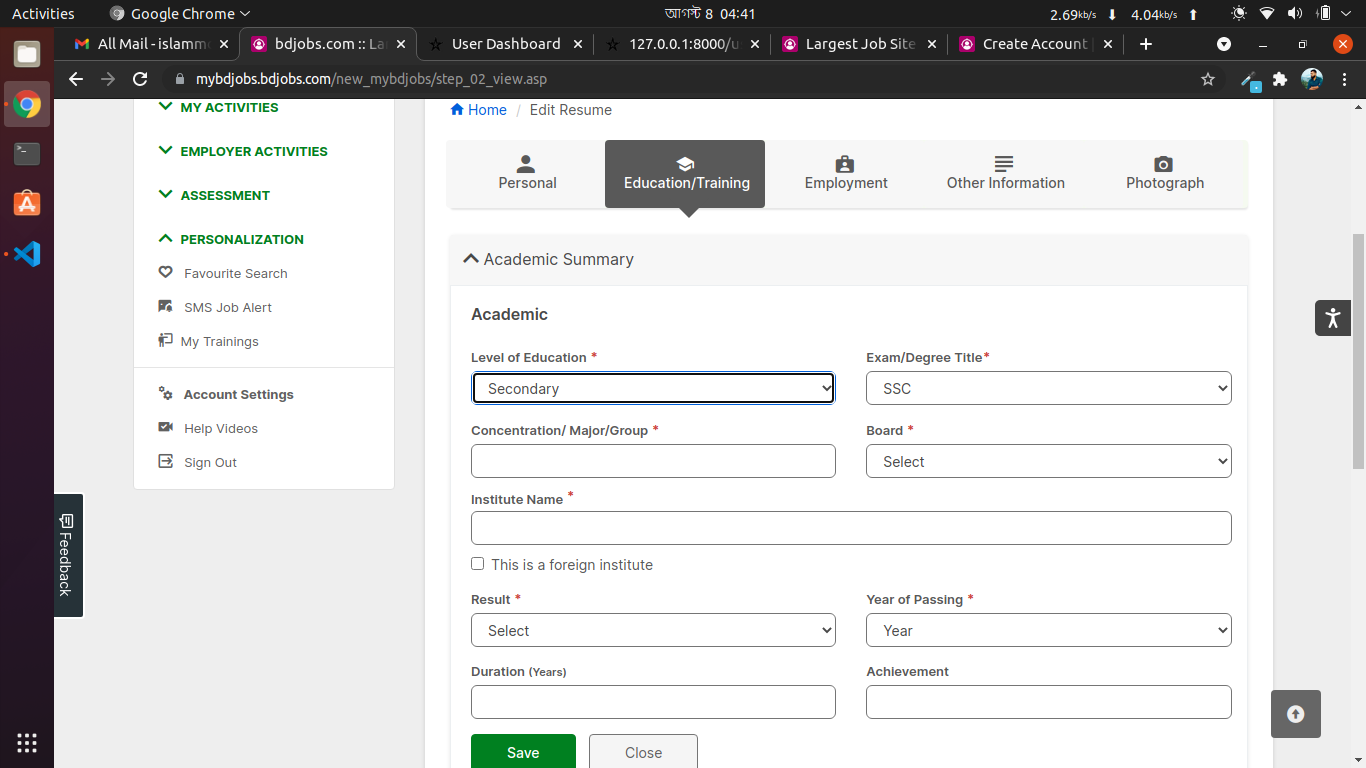 Activities
Google Chrome
আগস্ট 8 04:41
2.69kb/s
4.04kb/s
All Mail - islamm
bdjobs.com :: La
User Dashboard
127.0.0.1:8000/u
Largest Job Site
Create Account |
mybdjobs.bdjobs.com/new_mybdjobs/step_02_view.asp
MY ACTIVITIES
EMPLOYER ACTIVITIES
ASSESSMENT
PERSONALIZATION
Favourite Search
SMS Job Alert
My Trainings
Account Settings
Help Videos
Sign Out
Feedback
Home / Edit Resume
Personal
Education/Training
Employment
Other Information
Photograph
Academic Summary
Academic
Level of Education *
Exam/Degree Title*
Secondary
SSC
Concentration/ Major/Group *
Board *
Select
Institute Name *
This is a foreign institute
Result *
Year of Passing *
Select
Year
Duration (Years)
Achievement
Save
Close